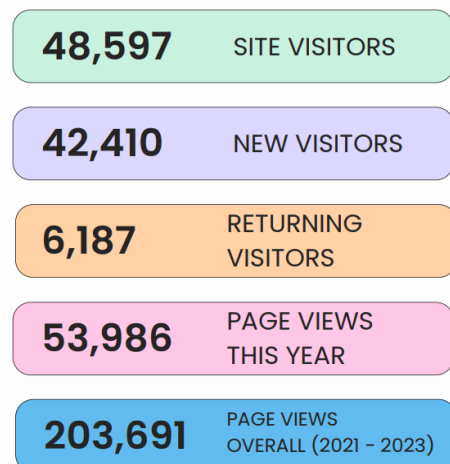 48,597 SITE VISITORS
42,410 NEW VISITORS
6,187 RETURNING
VISITORS
53,986 PAGE VIEWS
THIS YEAR
203,691 PAGE VIEWS
OVERALL (2021 - 2023)